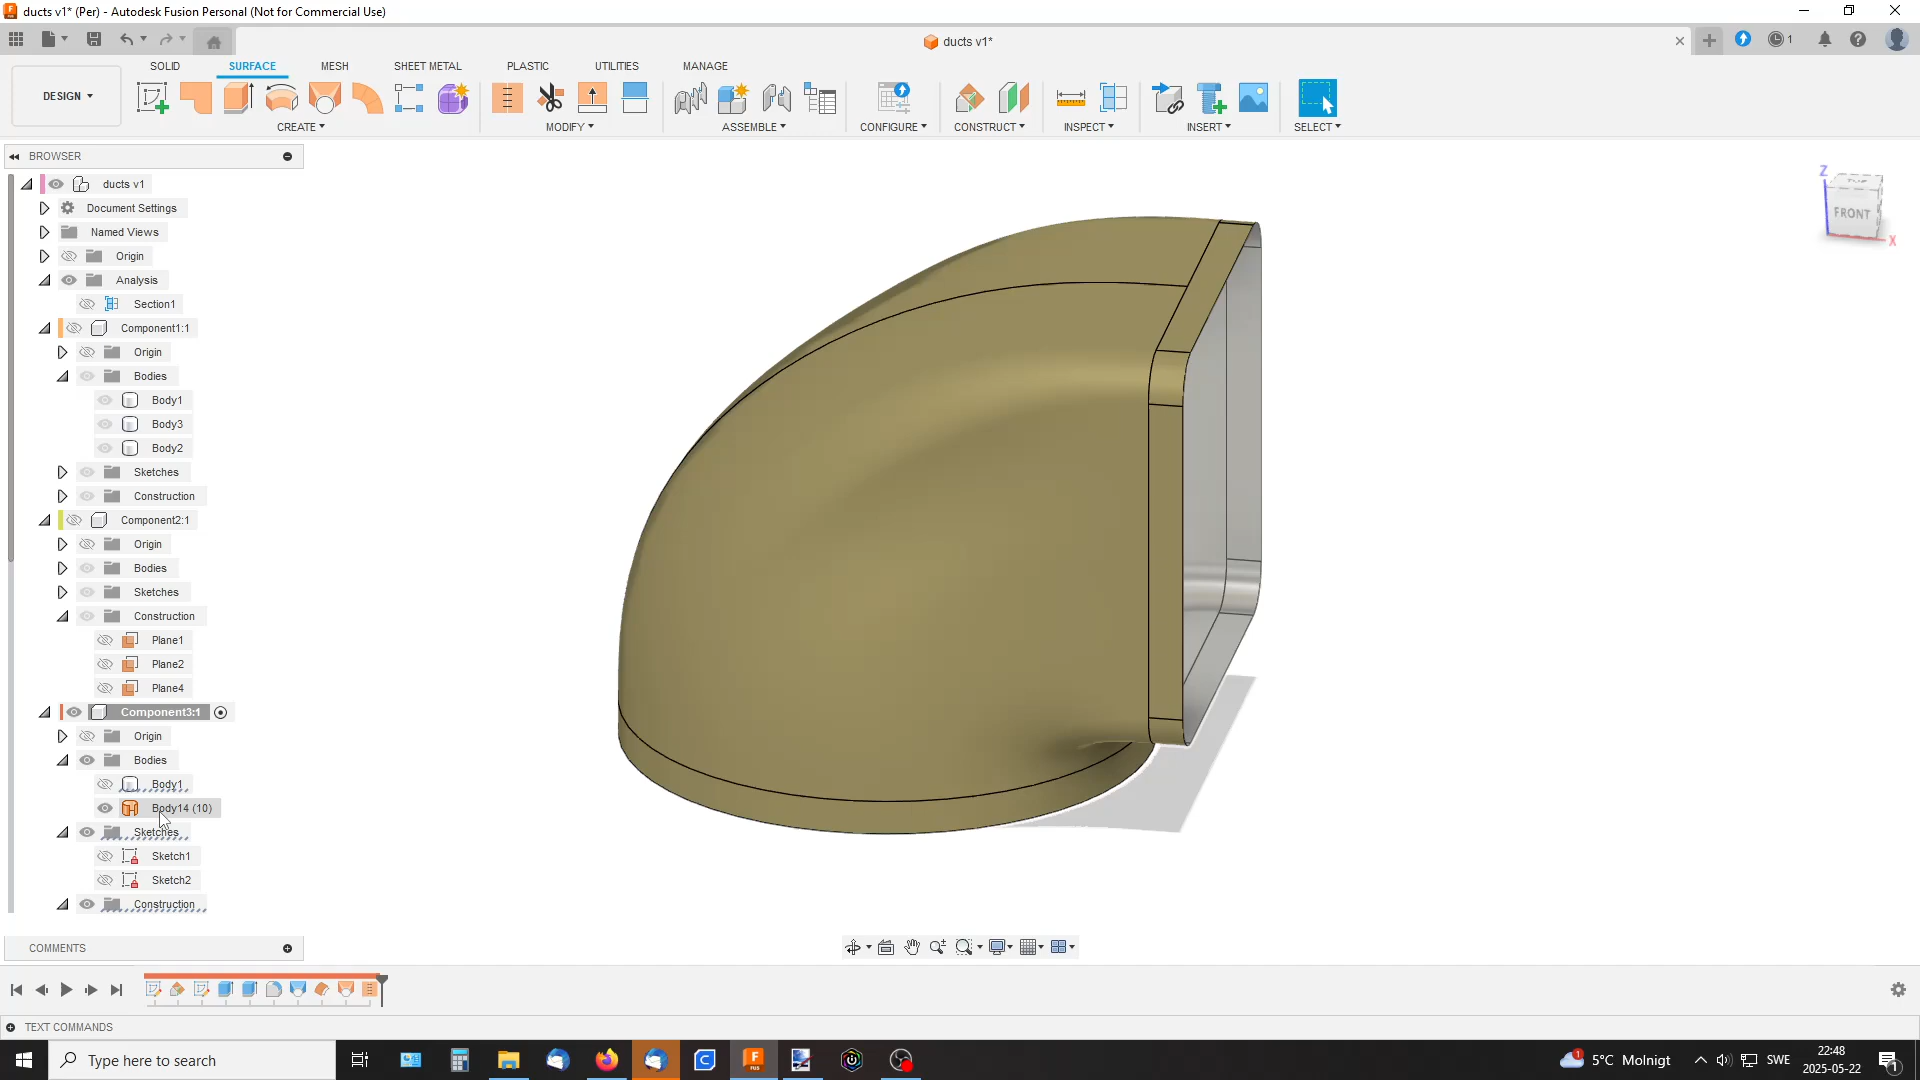 ducts v1* (Per) - Autodesk Fusion Personal (Not for Commercial Use)
ducts v1*
1
DESIGN
SOLID
SURFACE
MESH
SHEET METAL
PLASTIC
UTILITIES
MANAGE
CREATE
MODIFY
ASSEMBLE
CONFIGURE
CONSTRUCT
INSPECT
INSERT
SELECT
BROWSER
ducts v1
Document Settings
Named Views
Origin
Analysis
Section1
Component1:1
Origin
Bodies
Body1
Body3
Body2
Sketches
Construction
Component2:1
Origin
Bodies
Sketches
Construction
Plane1
Plane2
Plane4
Component3:1
Origin
Bodies
Body1
Body14 (10)
Sketches
Sketch1
Sketch2
Construction
Z
TOP
FRONT
X
COMMENTS
TEXT COMMANDS
Type here to search
1
5°C Molnigt
SWE
22:48
2025-05-22
1